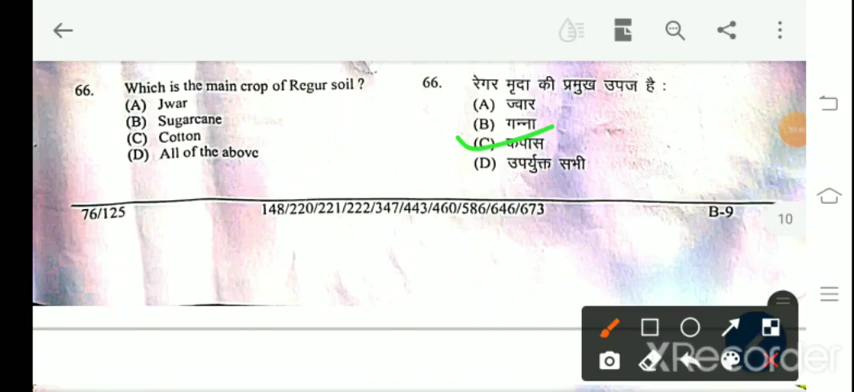 66. Which is the main crop of Regur soil ?
(A) Jwar
(B) Sugarcane
(C) Cotton
(D) All of the above
66. रेगर मृदा की प्रमुख उपज है :
(A) ज्वार
(B) गन्ना
(C) कपास
(D) उपर्युक्त सभी
76/125 148/220/221/222/347/443/460/586/646/673 B-9
10
XRecorder